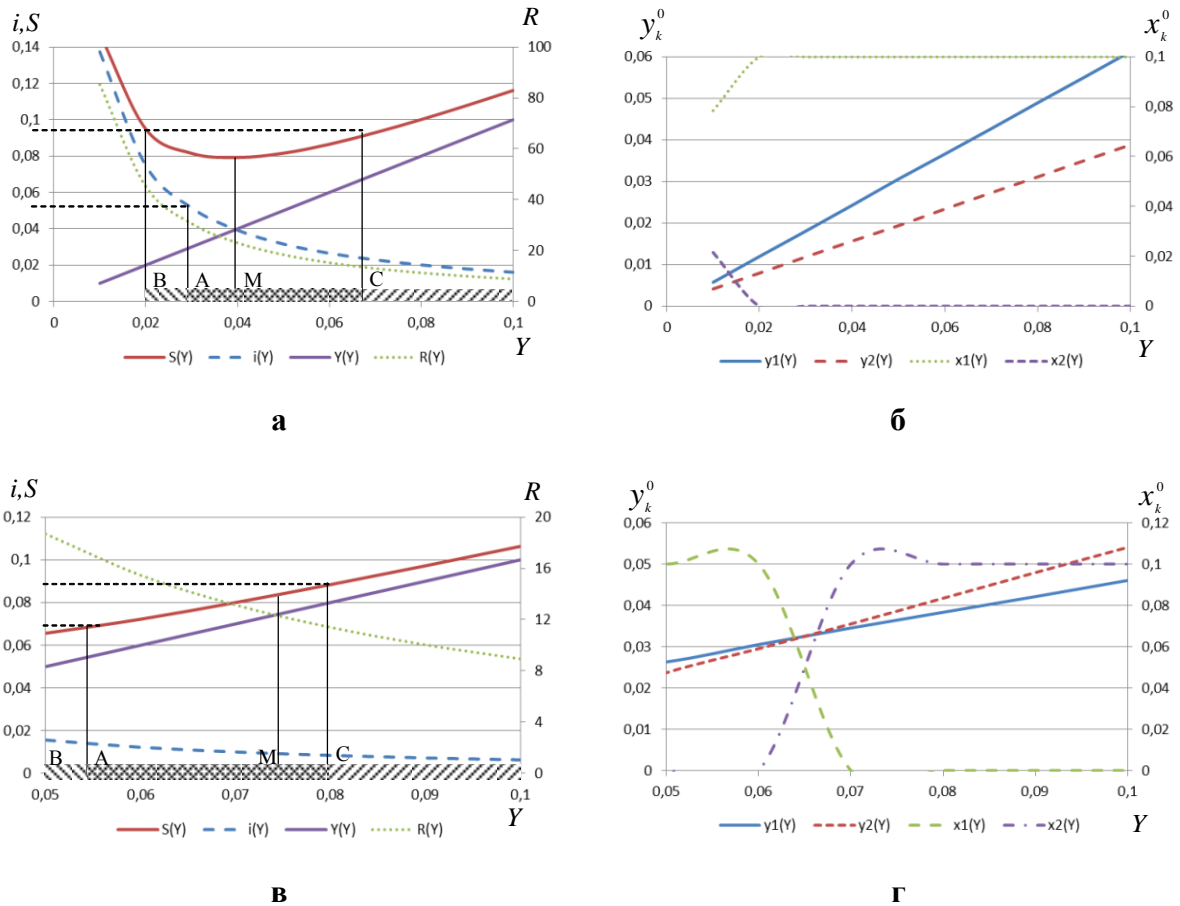 i,S R
0,14 100
0,12 80
0,1
0,08 60
0,06 40
0,04 20
0,02
0 0
B A M C
0 0,02 0,04 0,06 0,08 0,1
Y
S(Y) i(Y) Y(Y) R(Y)
а
y_k^0 x_k^0
0,06 0,1
0,05 0,08
0,04 0,06
0,03 0,04
0,02 0,02
0,01
0 0
0 0,02 0,04 0,06 0,08 0,1
Y
y1(Y) y2(Y) x1(Y) x2(Y)
б
i,S R
0,12 20
0,1 16
0,08 12
0,06 8
0,04 4
0,02
0 0
B A M C
0,05 0,06 0,07 0,08 0,09 0,1
Y
S(Y) i(Y) Y(Y) R(Y)
в
y_k^0 x_k^0
0,06 0,12
0,05 0,1
0,04 0,08
0,03 0,06
0,02 0,04
0,01 0,02
0 0
0,05 0,06 0,07 0,08 0,09 0,1
Y
y1(Y) y2(Y) x1(Y) x2(Y)
г